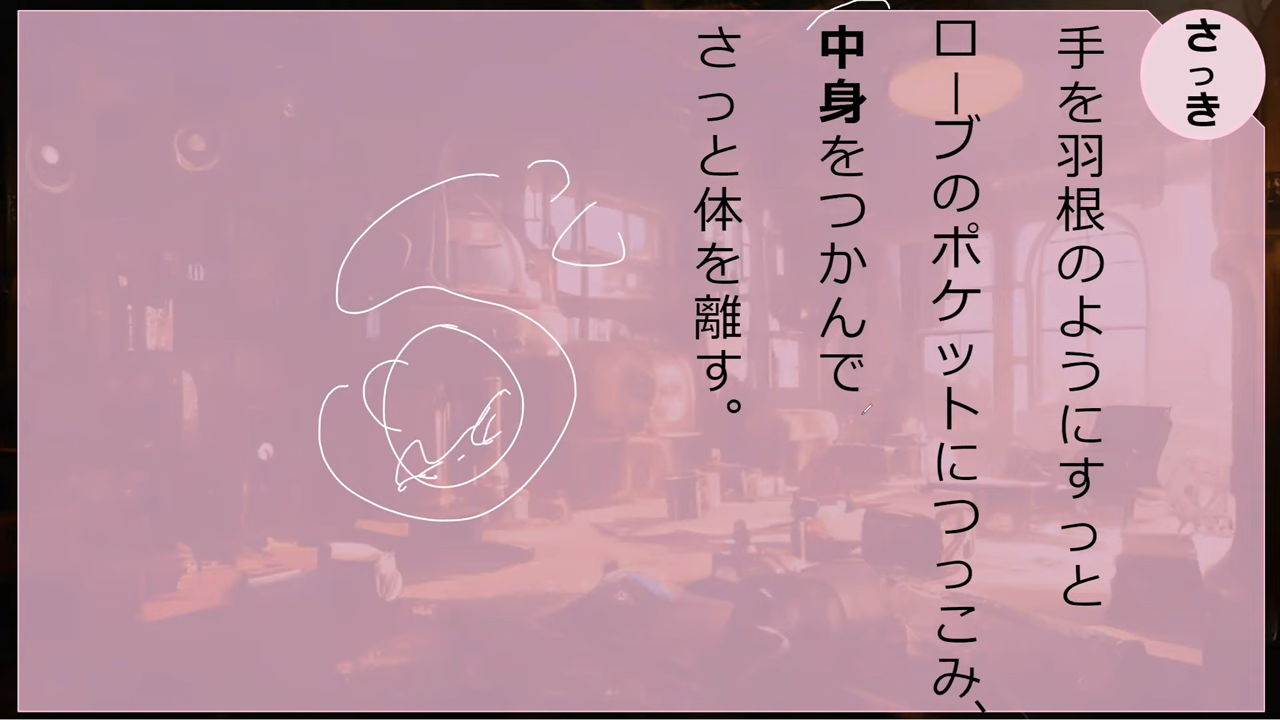 さっき
手を羽根のようにすっと
ローブのポケットにつっこみ、
中身をつかんで
さっと体を離す。